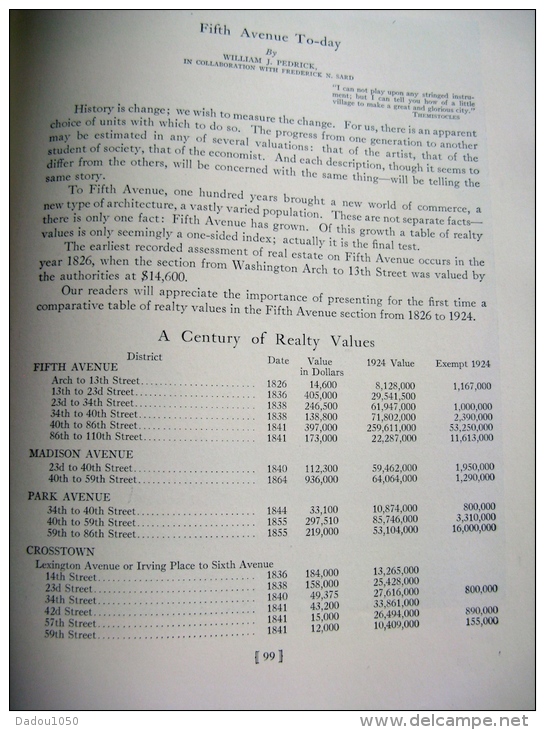 Fifth Avenue To-day
By
WILLIAM J. PEDRICK,
IN COLLABORATION WITH FREDERICK N. SARD
"I can not play upon any stringed instru-
ment; but I can tell you how of a little
village to make a great and glorious city."
THEMISTOCLES
History is change; we wish to measure the change. For us, there is an apparent
choice of units with which to do so. The progress from one generation to another
may be estimated in any of several valuations: that of the artist, that of the
student of society, that of the economist. And each description, though it seems to
differ from the others, will be concerned with the same thing—will be telling the
same story.
To Fifth Avenue, one hundred years brought a new world of commerce, a
new type of architecture, a vastly varied population. These are not separate facts—
there is only one fact: Fifth Avenue has grown. Of this growth a table of realty
values is only seemingly a one-sided index; actually it is the final test.
The earliest recorded assessment of real estate on Fifth Avenue occurs in the
year 1826, when the section from Washington Arch to 13th Street was valued by
the authorities at $14,600.
Our readers will appreciate the importance of presenting for the first time a
comparative table of realty values in the Fifth Avenue section from 1826 to 1924.
A Century of Realty Values
District Date Value in Dollars 1924 Value Exempt 1924
FIFTH AVENUE
Arch to 13th Street 1826 14,600 8,128,000 1,167,000
13th to 23d Street 1836 405,000 29,541,500
23d to 34th Street 1838 246,500 61,947,000 1,000,000
34th to 40th Street 1838 138,800 71,802,000 2,390,000
40th to 86th Street 1841 397,000 259,611,000 53,250,000
86th to 110th Street 1841 173,000 22,287,000 11,613,000
MADISON AVENUE
23d to 40th Street 1840 112,300 59,462,000 1,950,000
40th to 59th Street 1864 936,000 64,064,000 1,290,000
PARK AVENUE
34th to 40th Street 1844 33,100 10,874,000 800,000
40th to 59th Street 1855 297,510 85,746,000 3,310,000
59th to 86th Street 1855 219,000 53,104,000 16,000,000
CROSSTOWN
Lexington Avenue or Irving Place to Sixth Avenue
14th Street 1836 184,000 13,265,000
23d Street 1838 158,000 25,428,000
34th Street 1840 49,375 27,616,000 800,000
42d Street 1841 43,200 33,861,000
57th Street 1841 15,000 26,494,000 890,000
59th Street 1841 12,000 10,409,000 155,000
[ 99 ]
Dadou1050
delcampe.net